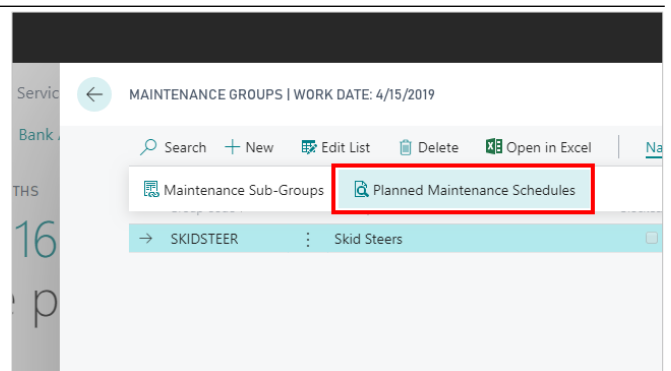 Servic
MAINTENANCE GROUPS | WORK DATE: 4/15/2019
Bank
Search + New Edit List Delete Open in Excel Na
THS
Maintenance Sub-Groups Planned Maintenance Schedules
SKIDSTEER Skid Steers
16
p